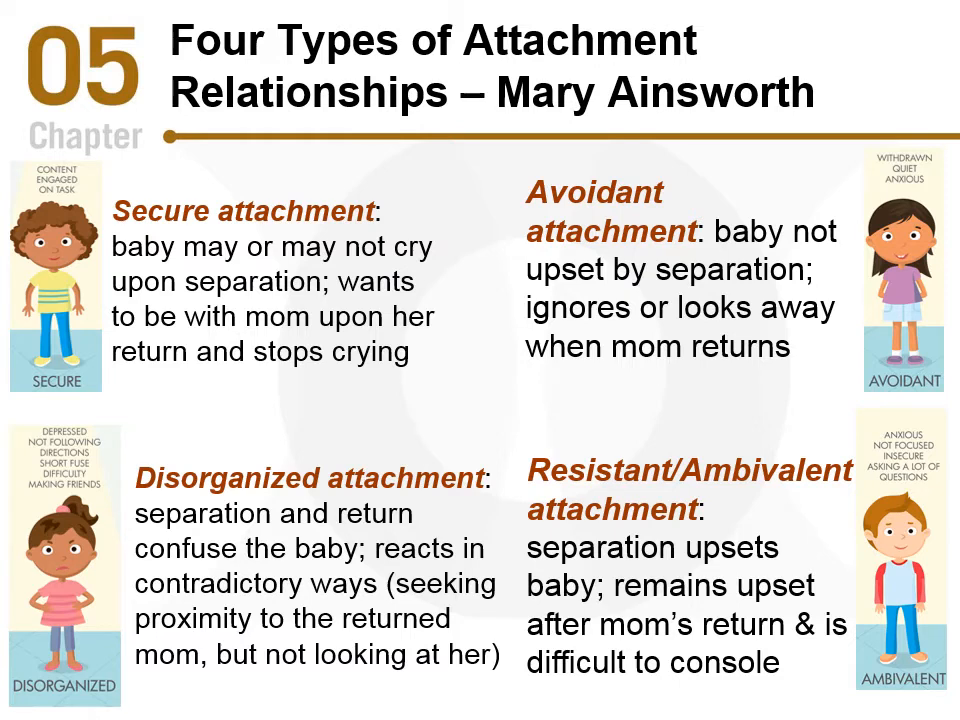 05
Chapter
Four Types of Attachment
Relationships – Mary Ainsworth
CONTENT
ENGAGED
ON TASK
SECURE
Secure attachment:
baby may or may not cry
upon separation; wants
to be with mom upon her
return and stops crying
Avoidant
attachment: baby not
upset by separation;
ignores or looks away
when mom returns
WITHDRAWN
QUIET
ANXIOUS
AVOIDANT
DEPRESSED
NOT FOLLOWING
DIRECTIONS
SHORT FUSE
DIFFICULTY
MAKING FRIENDS
DISORGANIZED
Disorganized attachment:
separation and return
confuse the baby; reacts in
contradictory ways (seeking
proximity to the returned
mom, but not looking at her)
Resistant/Ambivalent
attachment:
separation upsets
baby; remains upset
after mom’s return & is
difficult to console
ANXIOUS
NOT FOCUSED
INSECURE
ASKING A LOT OF
QUESTIONS
AMBIVALENT